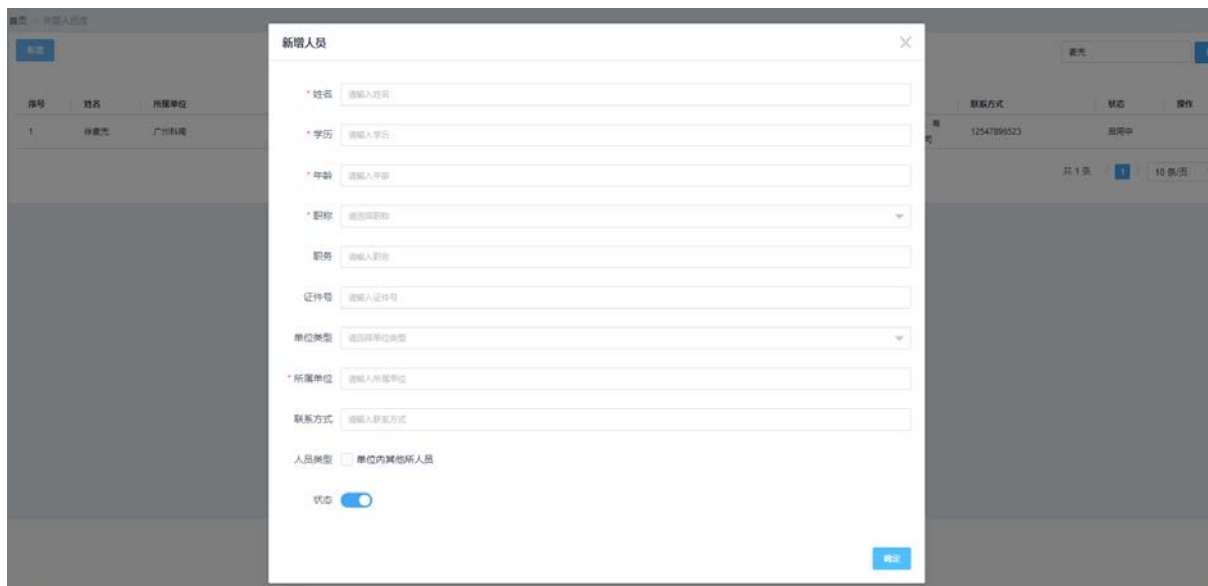 首页 外部人员库
新增
新增人员
序号 姓名 所属单位 联系方式 状态 操作
1 广州科 12547896523 启用中
共 1 条 1 10 条/页
* 姓名 请输入姓名
* 学历 请输入学历
* 年龄 请输入年龄
* 职称 请选择职称
职务 请输入职务
证件号 请输入证件号
单位类型 请选择单位类型
* 所属单位 请输入所属单位
联系方式 请输入联系方式
人员类型 单位内其他所人员
状态
确定